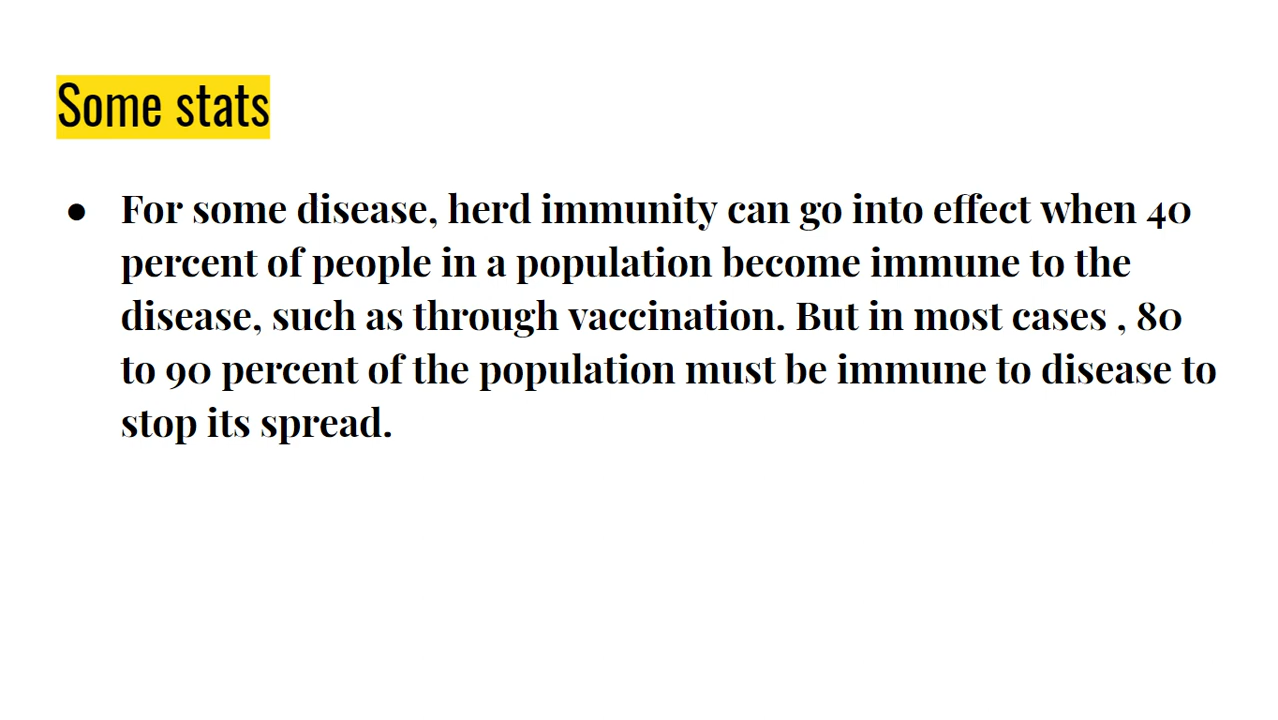 Some stats
● For some disease, herd immunity can go into effect when 40
percent of people in a population become immune to the
disease, such as through vaccination. But in most cases , 80
to 90 percent of the population must be immune to disease to
stop its spread.